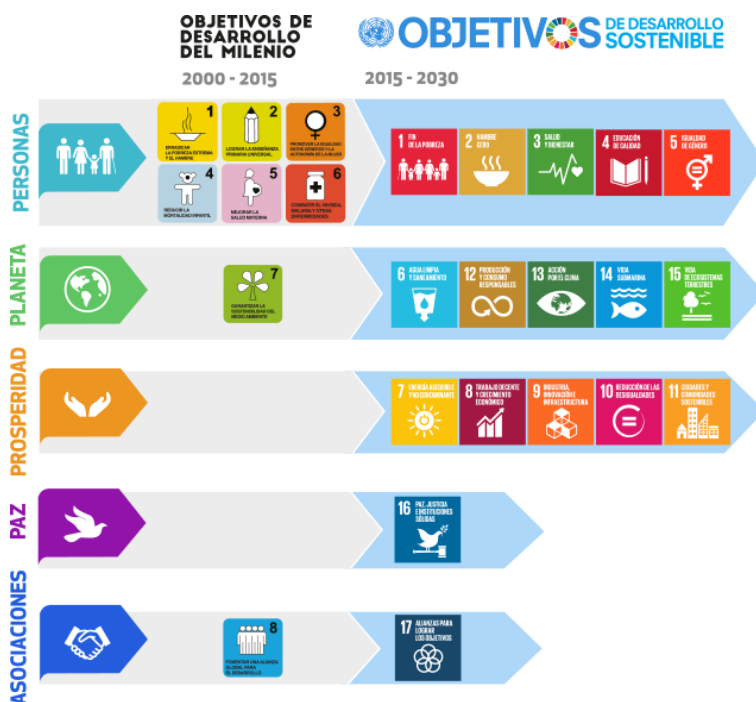 OBJETIVOS DE
DESARROLLO
DEL MILENIO
2000 - 2015
OBJETIVOS DE DESARROLLO
SOSTENIBLE
2015 - 2030
PERSONAS
1
ERRADICAR
LA POBREZA EXTREMA
Y EL HAMBRE
2
LOGRAR LA ENSEÑANZA
PRIMARIA UNIVERSAL
3
PROMOVER LA IGUALDAD
ENTRE GÉNEROS Y LA
AUTONOMÍA DE LA MUJER
4
REDUCIR LA
MORTALIDAD INFANTIL
5
MEJORAR LA
SALUD MATERNA
6
COMBATIR EL VIH/SIDA,
MALARIA Y OTRAS
ENFERMEDADES
1 FIN
DE LA POBREZA
2 HAMBRE
CERO
3 SALUD
Y BIENESTAR
4 EDUCACIÓN
DE CALIDAD
5 IGUALDAD
DE GÉNERO
PLANETA
7
GARANTIZAR LA
SOSTENIBILIDAD DEL
MEDIO AMBIENTE
6 AGUA LIMPIA
Y SANEAMIENTO
12 PRODUCCIÓN
Y CONSUMO
RESPONSABLES
13 ACCIÓN
POR EL CLIMA
14 VIDA
SUBMARINA
15 VIDA
DE ECOSISTEMAS
TERRESTRES
PROSPERIDAD
7 ENERGÍA ASEQUIBLE
Y NO CONTAMINANTE
8 TRABAJO DECENTE
Y CRECIMIENTO
ECONÓMICO
9 INDUSTRIA,
INNOVACIÓN E
INFRAESTRUCTURA
10 REDUCCIÓN DE LAS
DESIGUALDADES
11 CIUDADES Y
COMUNIDADES
SOSTENIBLES
PAZ
16 PAZ, JUSTICIA
E INSTITUCIONES
SÓLIDAS
ASOCIACIONES
8
FOMENTAR UNA ALIANZA
GLOBAL PARA
EL DESARROLLO
17 ALIANZAS PARA
LOGRAR
LOS OBJETIVOS